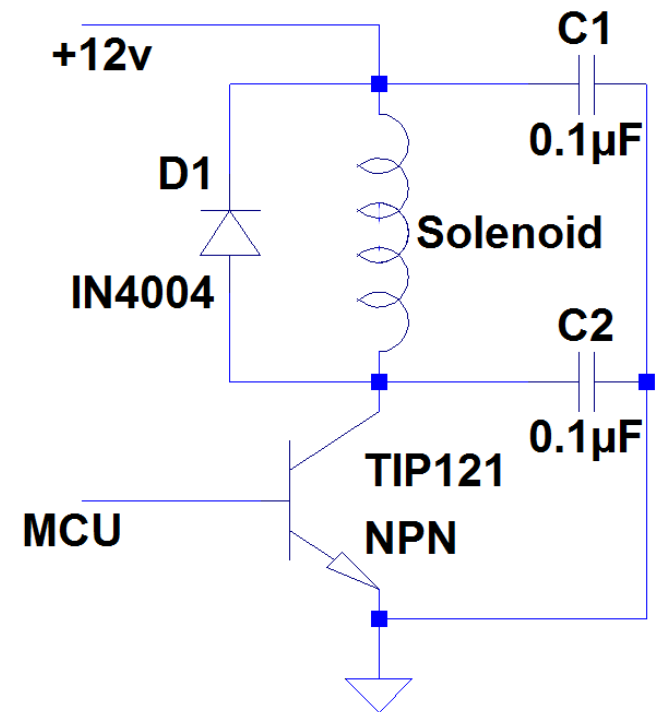 C1
+12v
0.1µF
D1
Solenoid
IN4004
C2
0.1µF
TIP121
MCU
NPN